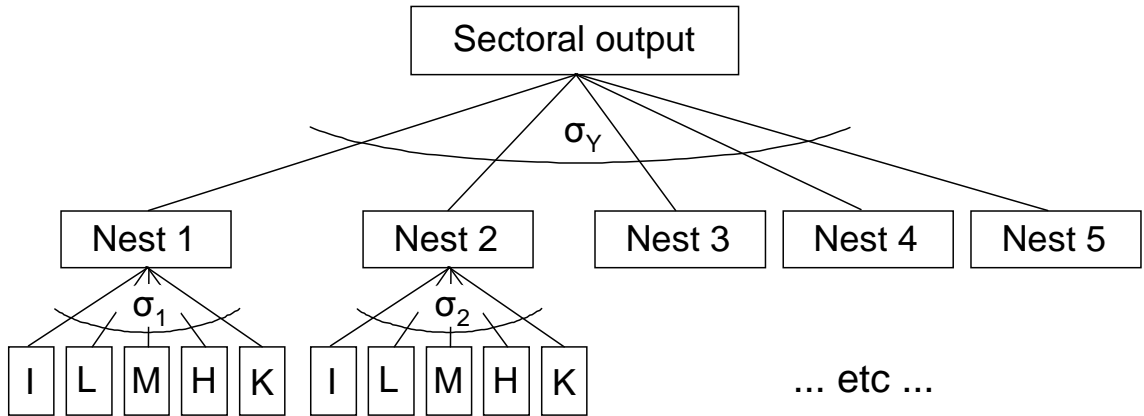 Sectoral output
σY
Nest 1 Nest 2 Nest 3 Nest 4 Nest 5
σ1 σ2
I L M H K I L M H K ... etc ...